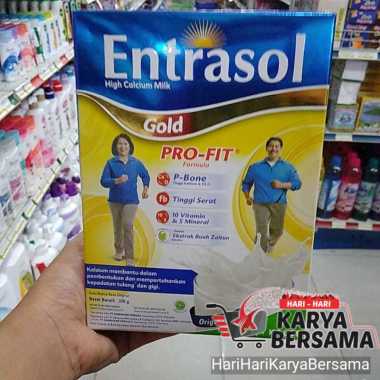 Entrasol
High Calcium Milk
Gold
PRO-FIT
Formula
P-Bone
fb Tinggi Serat
10 Vitamin
& 5 Mineral
Ekstrak Buah Zaitun
Kalsium membantu dalam
pembentukan dan mempertahankan
kepadatan tulang dan gigi.
HARI - HARI
KARYA
BERSAMA
HariHariKaryaBersama